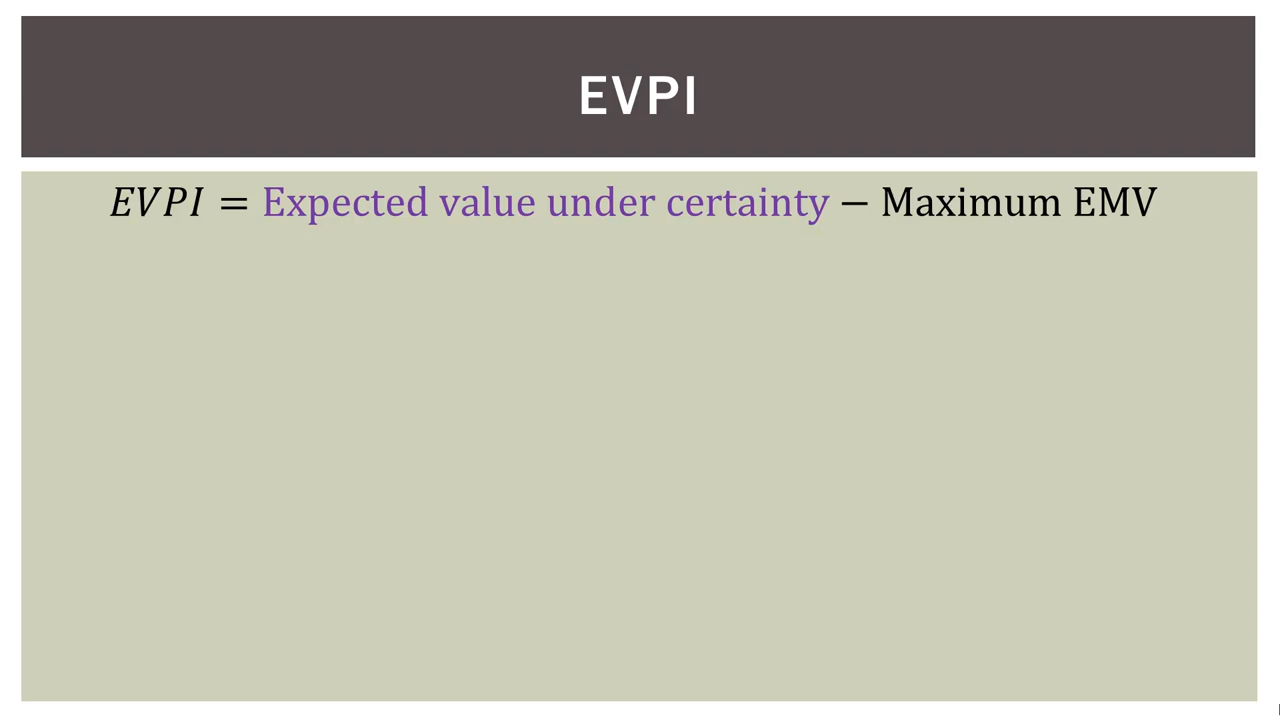 EVPI
EVPI = Expected value under certainty − Maximum EMV